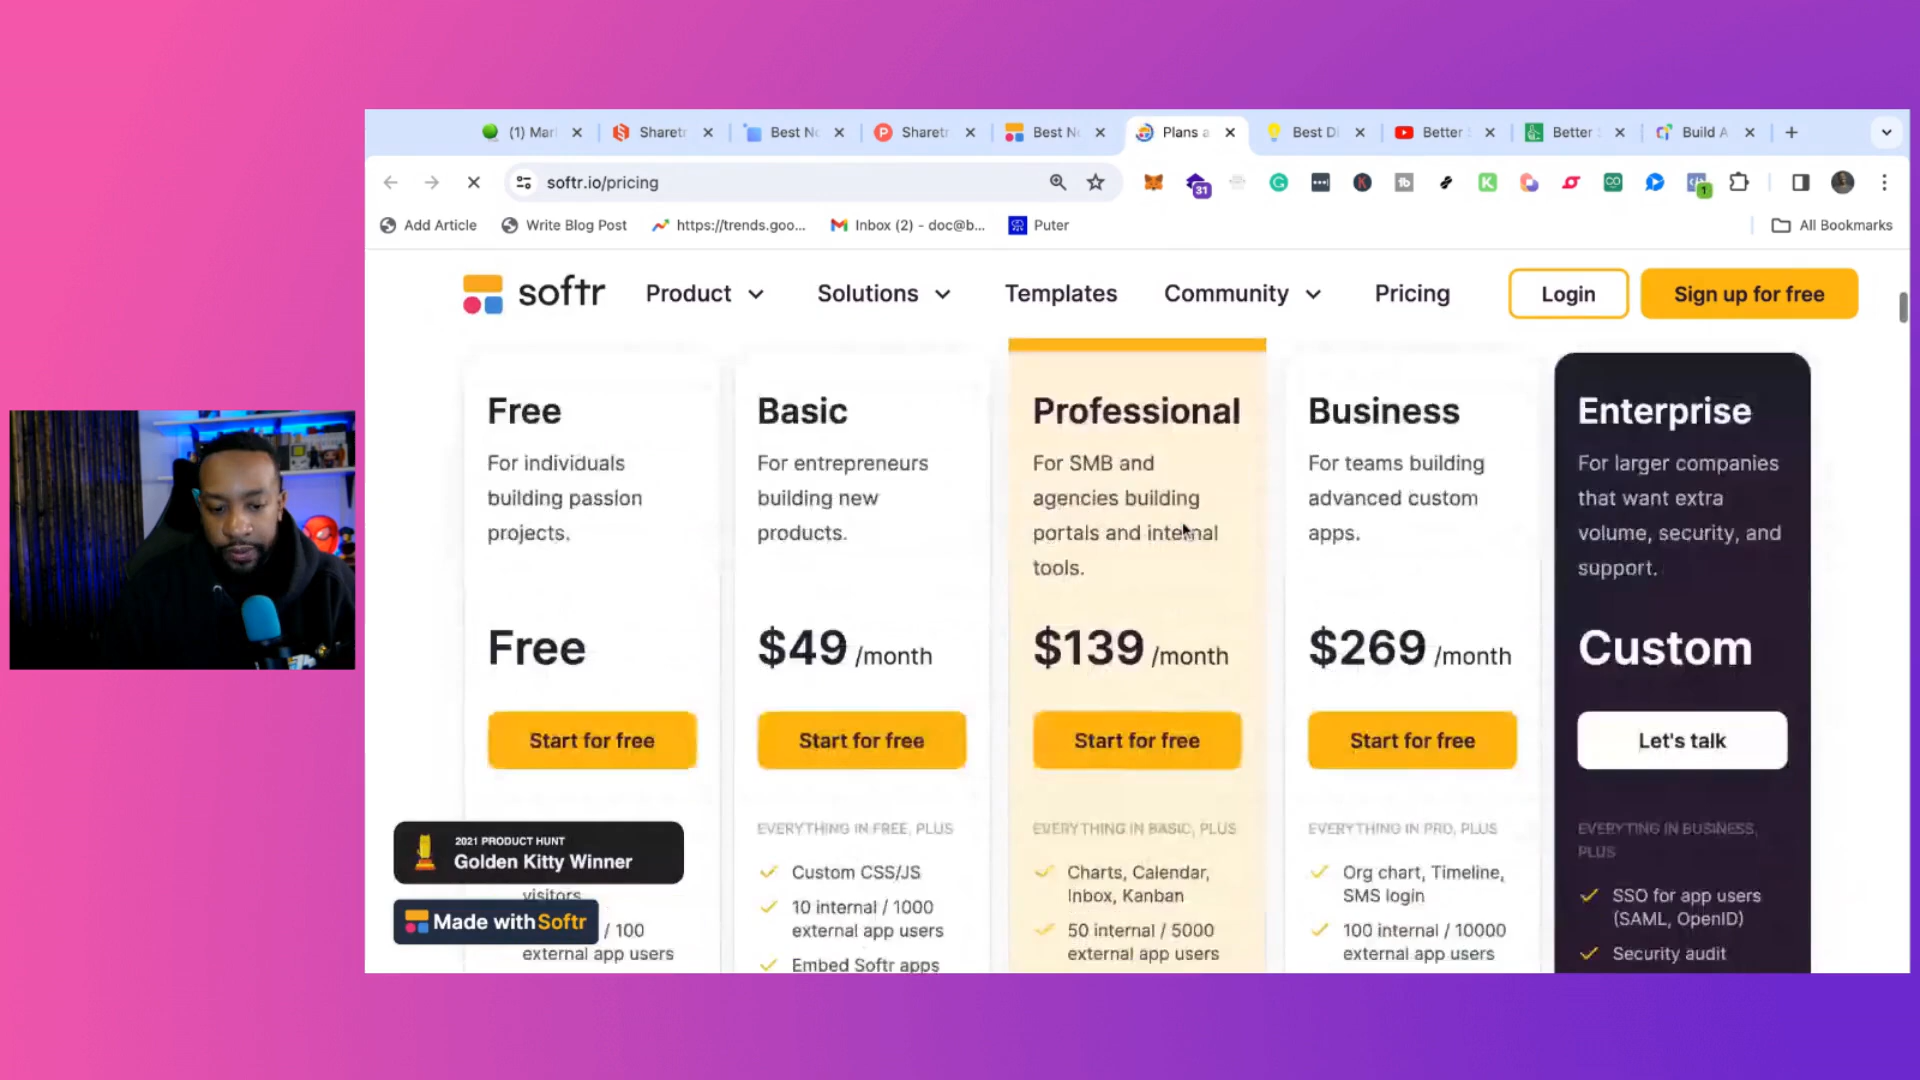 (1) Mar
Sharetr
Best No
Sharetr
Best No
Plans a
Best Di
Better
Better
Build A
softr.io/pricing
31
1
Add Article
Write Blog Post
https://trends.goo...
Inbox (2) - doc@b...
Puter
All Bookmarks
softr
Product
Solutions
Templates
Community
Pricing
Login
Sign up for free
Free
For individuals
building passion
projects.
Free
Start for free
visitors
/ 100
external app users
Basic
For entrepreneurs
building new
products.
$49 /month
Start for free
EVERYTHING IN FREE, PLUS
Custom CSS/JS
10 internal / 1000
external app users
Embed Softr apps
Professional
For SMB and
agencies building
portals and internal
tools.
$139 /month
Start for free
EVERYTHING IN BASIC, PLUS
Charts, Calendar,
Inbox, Kanban
50 internal / 5000
external app users
Business
For teams building
advanced custom
apps.
$269 /month
Start for free
EVERYTHING IN PRO, PLUS
Org chart, Timeline,
SMS login
100 internal / 10000
external app users
Enterprise
For larger companies
that want extra
volume, security, and
support.
Custom
Let's talk
EVERYTING IN BUSINESS,
PLUS
SSO for app users
(SAML, OpenID)
Security audit
2021 PRODUCT HUNT
Golden Kitty Winner
Made with Softr